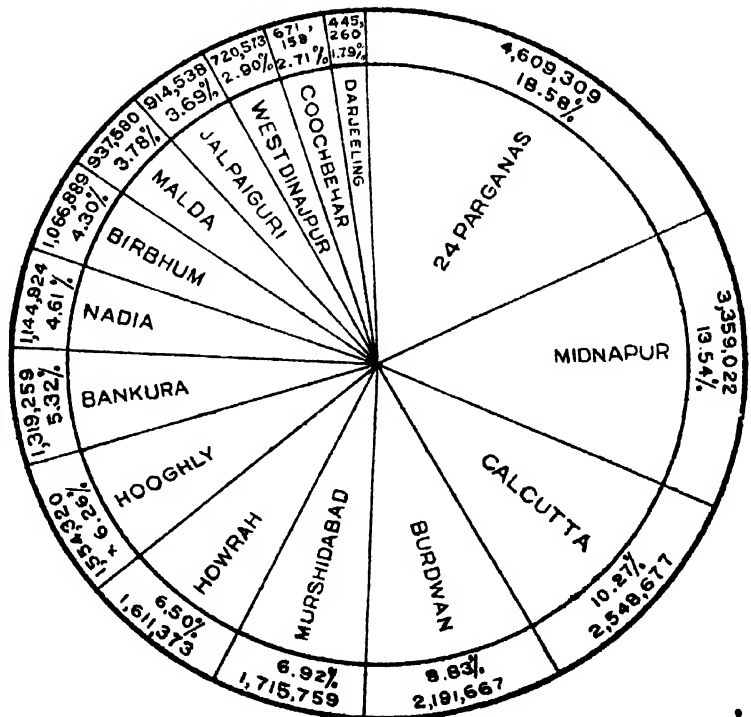 4,609,309
18.58%
24 PARGANAS
3,359,022
13.54%
MIDNAPUR
CALCUTTA
10.27%
2,548,677
BURDWAN
8.83%
2,191,667
MURSHIDABAD
6.92%
1,715,759
HOWRAH
6.50%
1,611,373
HOOGHLY
6.26%
1,554,320
BANKURA
1,319,259
5.32%
NADIA
1,144,924
4.61%
BIRBHUM
1,066,889
4.30%
MALDA
937,580
3.78%
JALPAIGURI
914,538
3.69%
WEST DINAJPUR
720,573
2.90%
COOCHBEHAR
671,
158
2.71%
DARJEELING
445,
260
1.79%